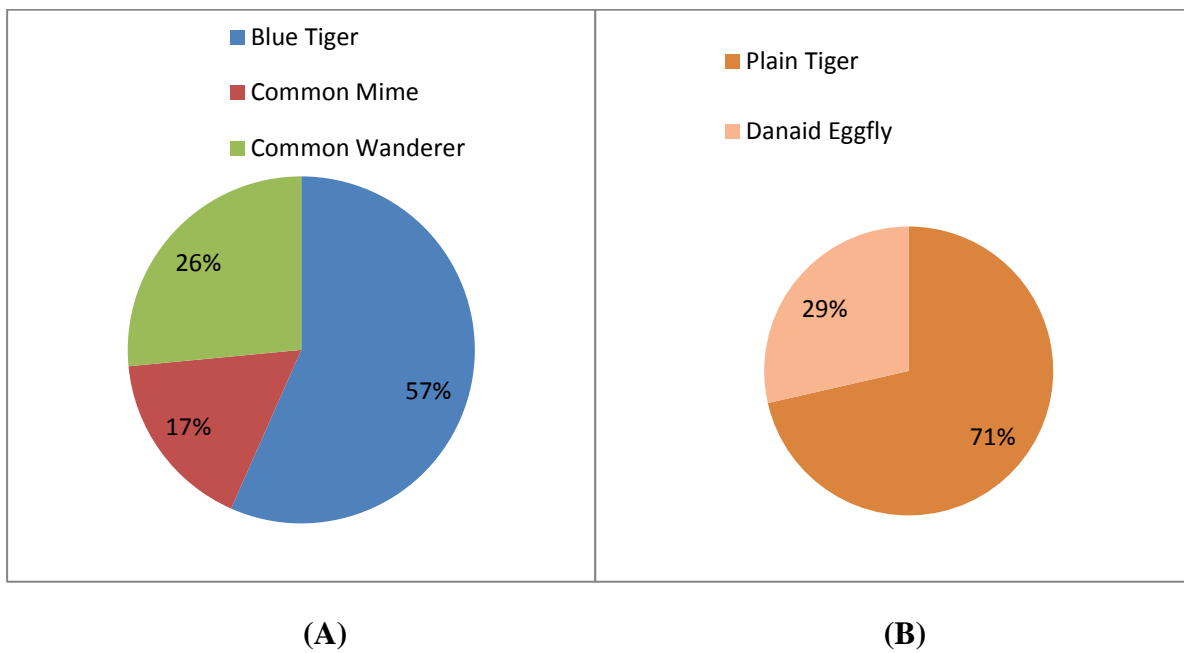 Blue Tiger
Common Mime
Common Wanderer
26%
57%
17%
Plain Tiger
Danaid Eggfly
29%
71%
(A)
(B)